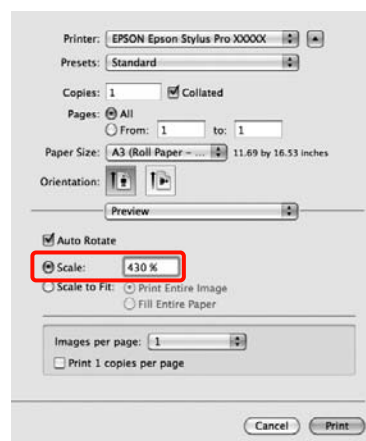 Printer: EPSON Epson Stylus Pro XXXXX
Presets: Standard
Copies: 1 Collated
Pages: All
From: 1 to: 1
Paper Size: A3 (Roll Paper – ... 11.69 by 16.53 inches
Orientation:
Preview
Auto Rotate
Scale: 430 %
Scale to Fit: Print Entire Image
Fill Entire Paper
Images per page: 1
Print 1 copies per page
Cancel Print